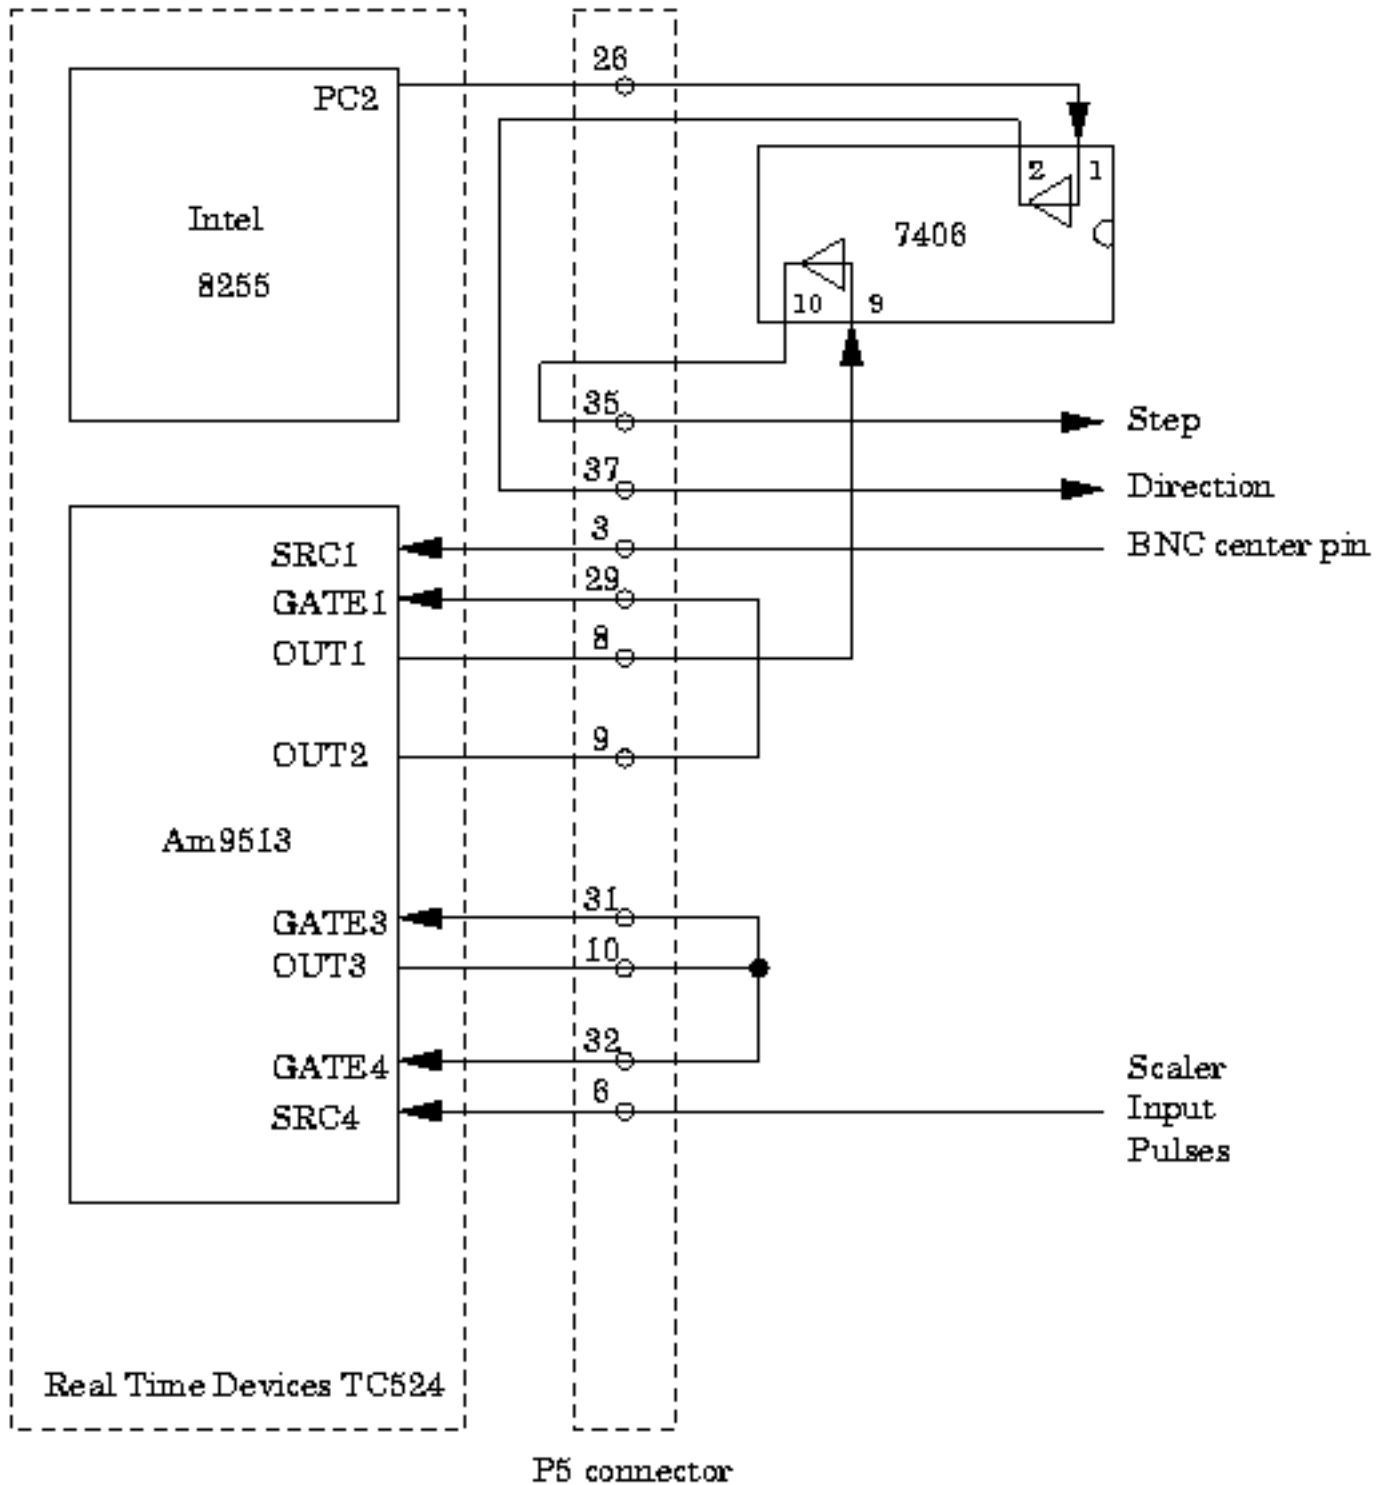 26
PC2
2 1
Intel
7406
8255
10 9
35
Step
37
Direction
3
SRC1
BNC center pin
29
GATE1
8
OUT1
9
OUT2
Am9513
31
GATE3
10
OUT3
32
GATE4
Scaler
6
Input
SRC4
Pulses
Real Time Devices TC524
P5 connector